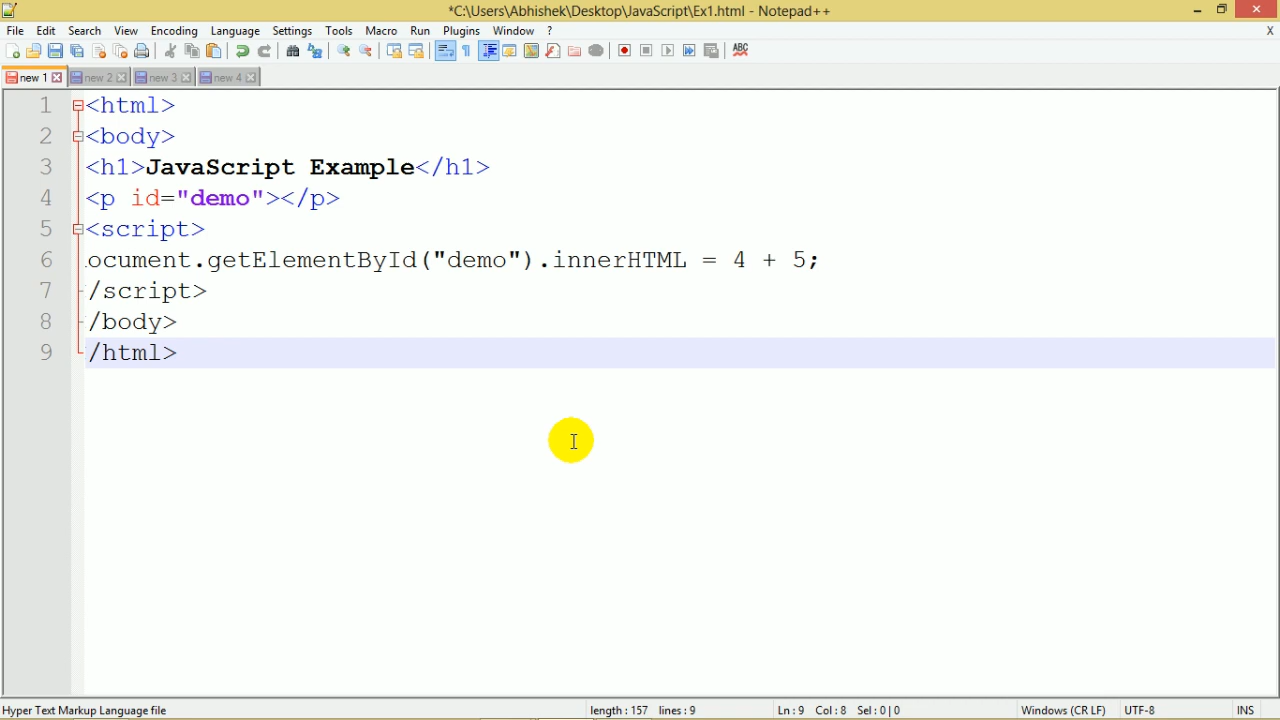 *C:\Users\Abhishek\Desktop\JavaScript\Ex1.html - Notepad++
File Edit Search View Encoding Language Settings Tools Macro Run Plugins Window ? X
ABC
new 1 new 2 new 3 new 4
1 <html>
2 <body>
3 <h1>JavaScript Example</h1>
4 <p id="demo"></p>
5 <script>
6 ocument.getElementById("demo").innerHTML = 4 + 5;
7 /script>
8 /body>
9 /html>
Hyper Text Markup Language file length : 157 lines : 9 Ln : 9 Col : 8 Sel : 0 | 0 Windows (CR LF) UTF-8 INS